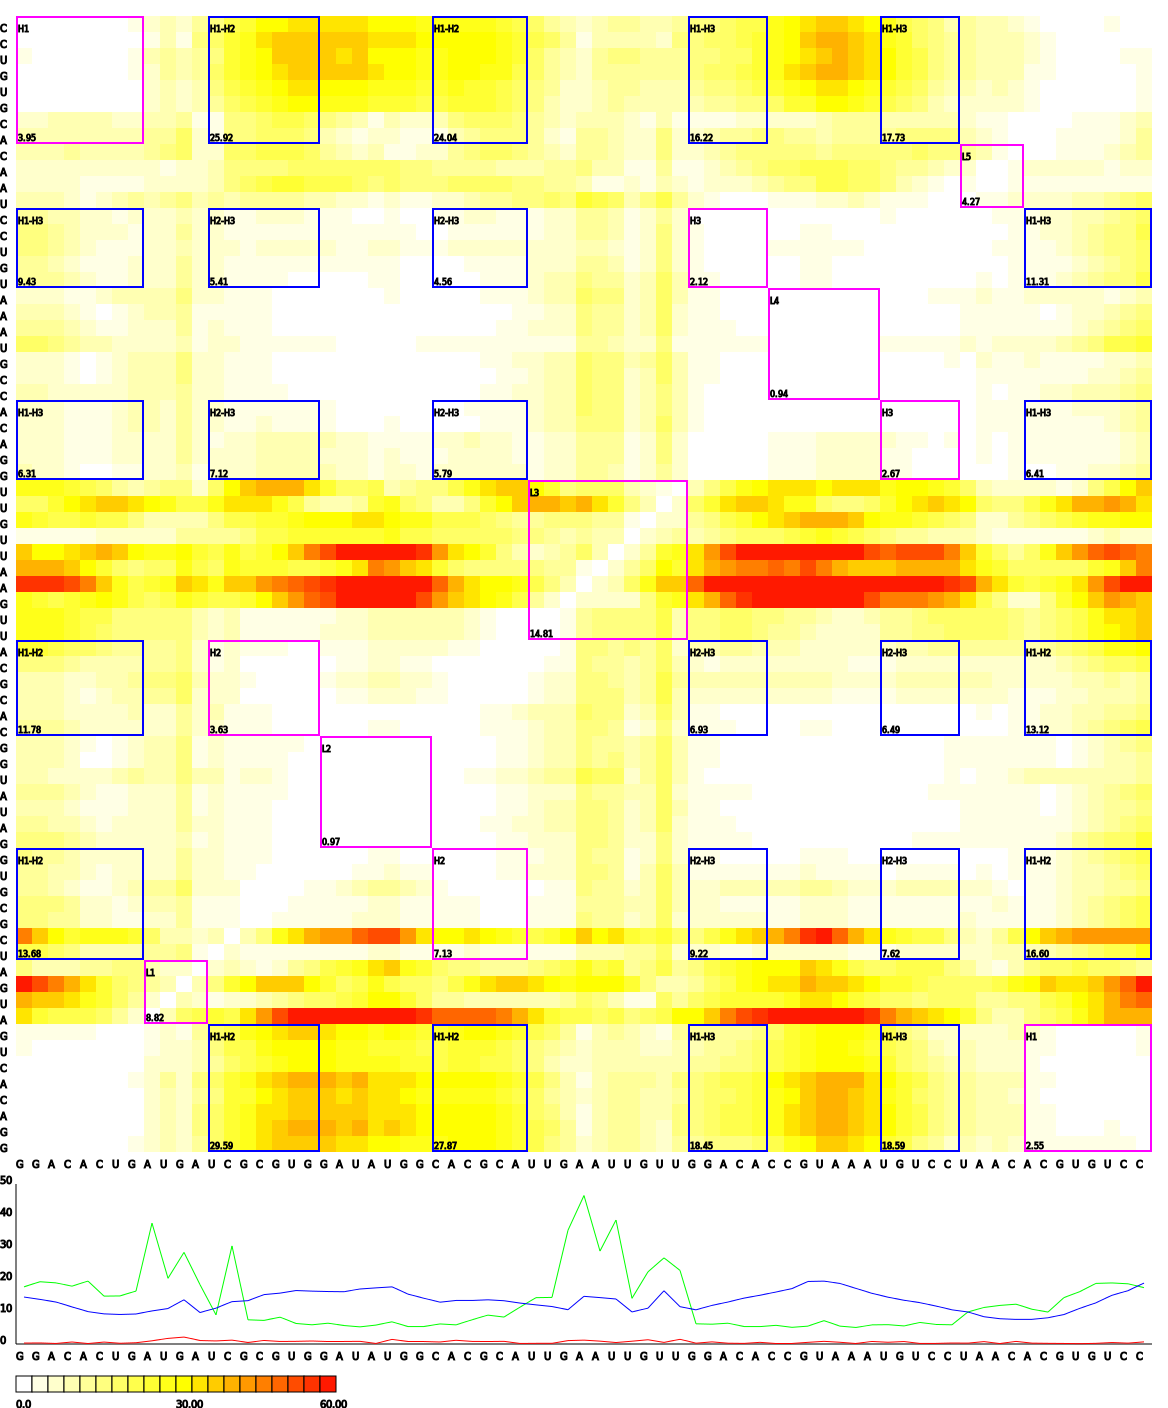 C H1 H1-H2 H1-H2 H1-H3 H1-H3
C
U
G
U
G
C
A 3.95 25.92 24.04 16.22 17.73
C L5
A
A
U 4.27
C H1-H3 H2-H3 H2-H3 H3 H1-H3
C
U
G
U 9.43 5.41 4.56 2.12 11.31
A L4
A
A
U
G
C
C 0.94
A H1-H3 H2-H3 H2-H3 H3 H1-H3
C
A
G
G 6.31 7.12 5.79 2.67 6.41
U L3
U
G
U
U
A
A
G
U
U 14.81
A H1-H2 H2 H2-H3 H2-H3 H1-H2
C
G
C
A
C 11.78 3.63 6.93 6.49 13.12
G L2
G
U
A
U
A
G 0.97
G H1-H2 H2 H2-H3 H2-H3 H1-H2
U
G
C
G
C
U 13.68 7.13 9.22 7.62 16.60
A L1
G
U
A 8.82
G H1-H2 H1-H2 H1-H3 H1-H3 H1
U
C
A
C
A
G
G 29.59 27.87 18.45 18.59 2.55
G G A C A C U G A U G A U C G C G U G G A U A U G G C A C G C A U U G A A U U G U U G G A C A C C G U A A A U G U C C U A A C A C G U G U C C
50
40
30
20
10
0
G G A C A C U G A U G A U C G C G U G G A U A U G G C A C G C A U U G A A U U G U U G G A C A C C G U A A A U G U C C U A A C A C G U G U C C
0.0 30.00 60.00